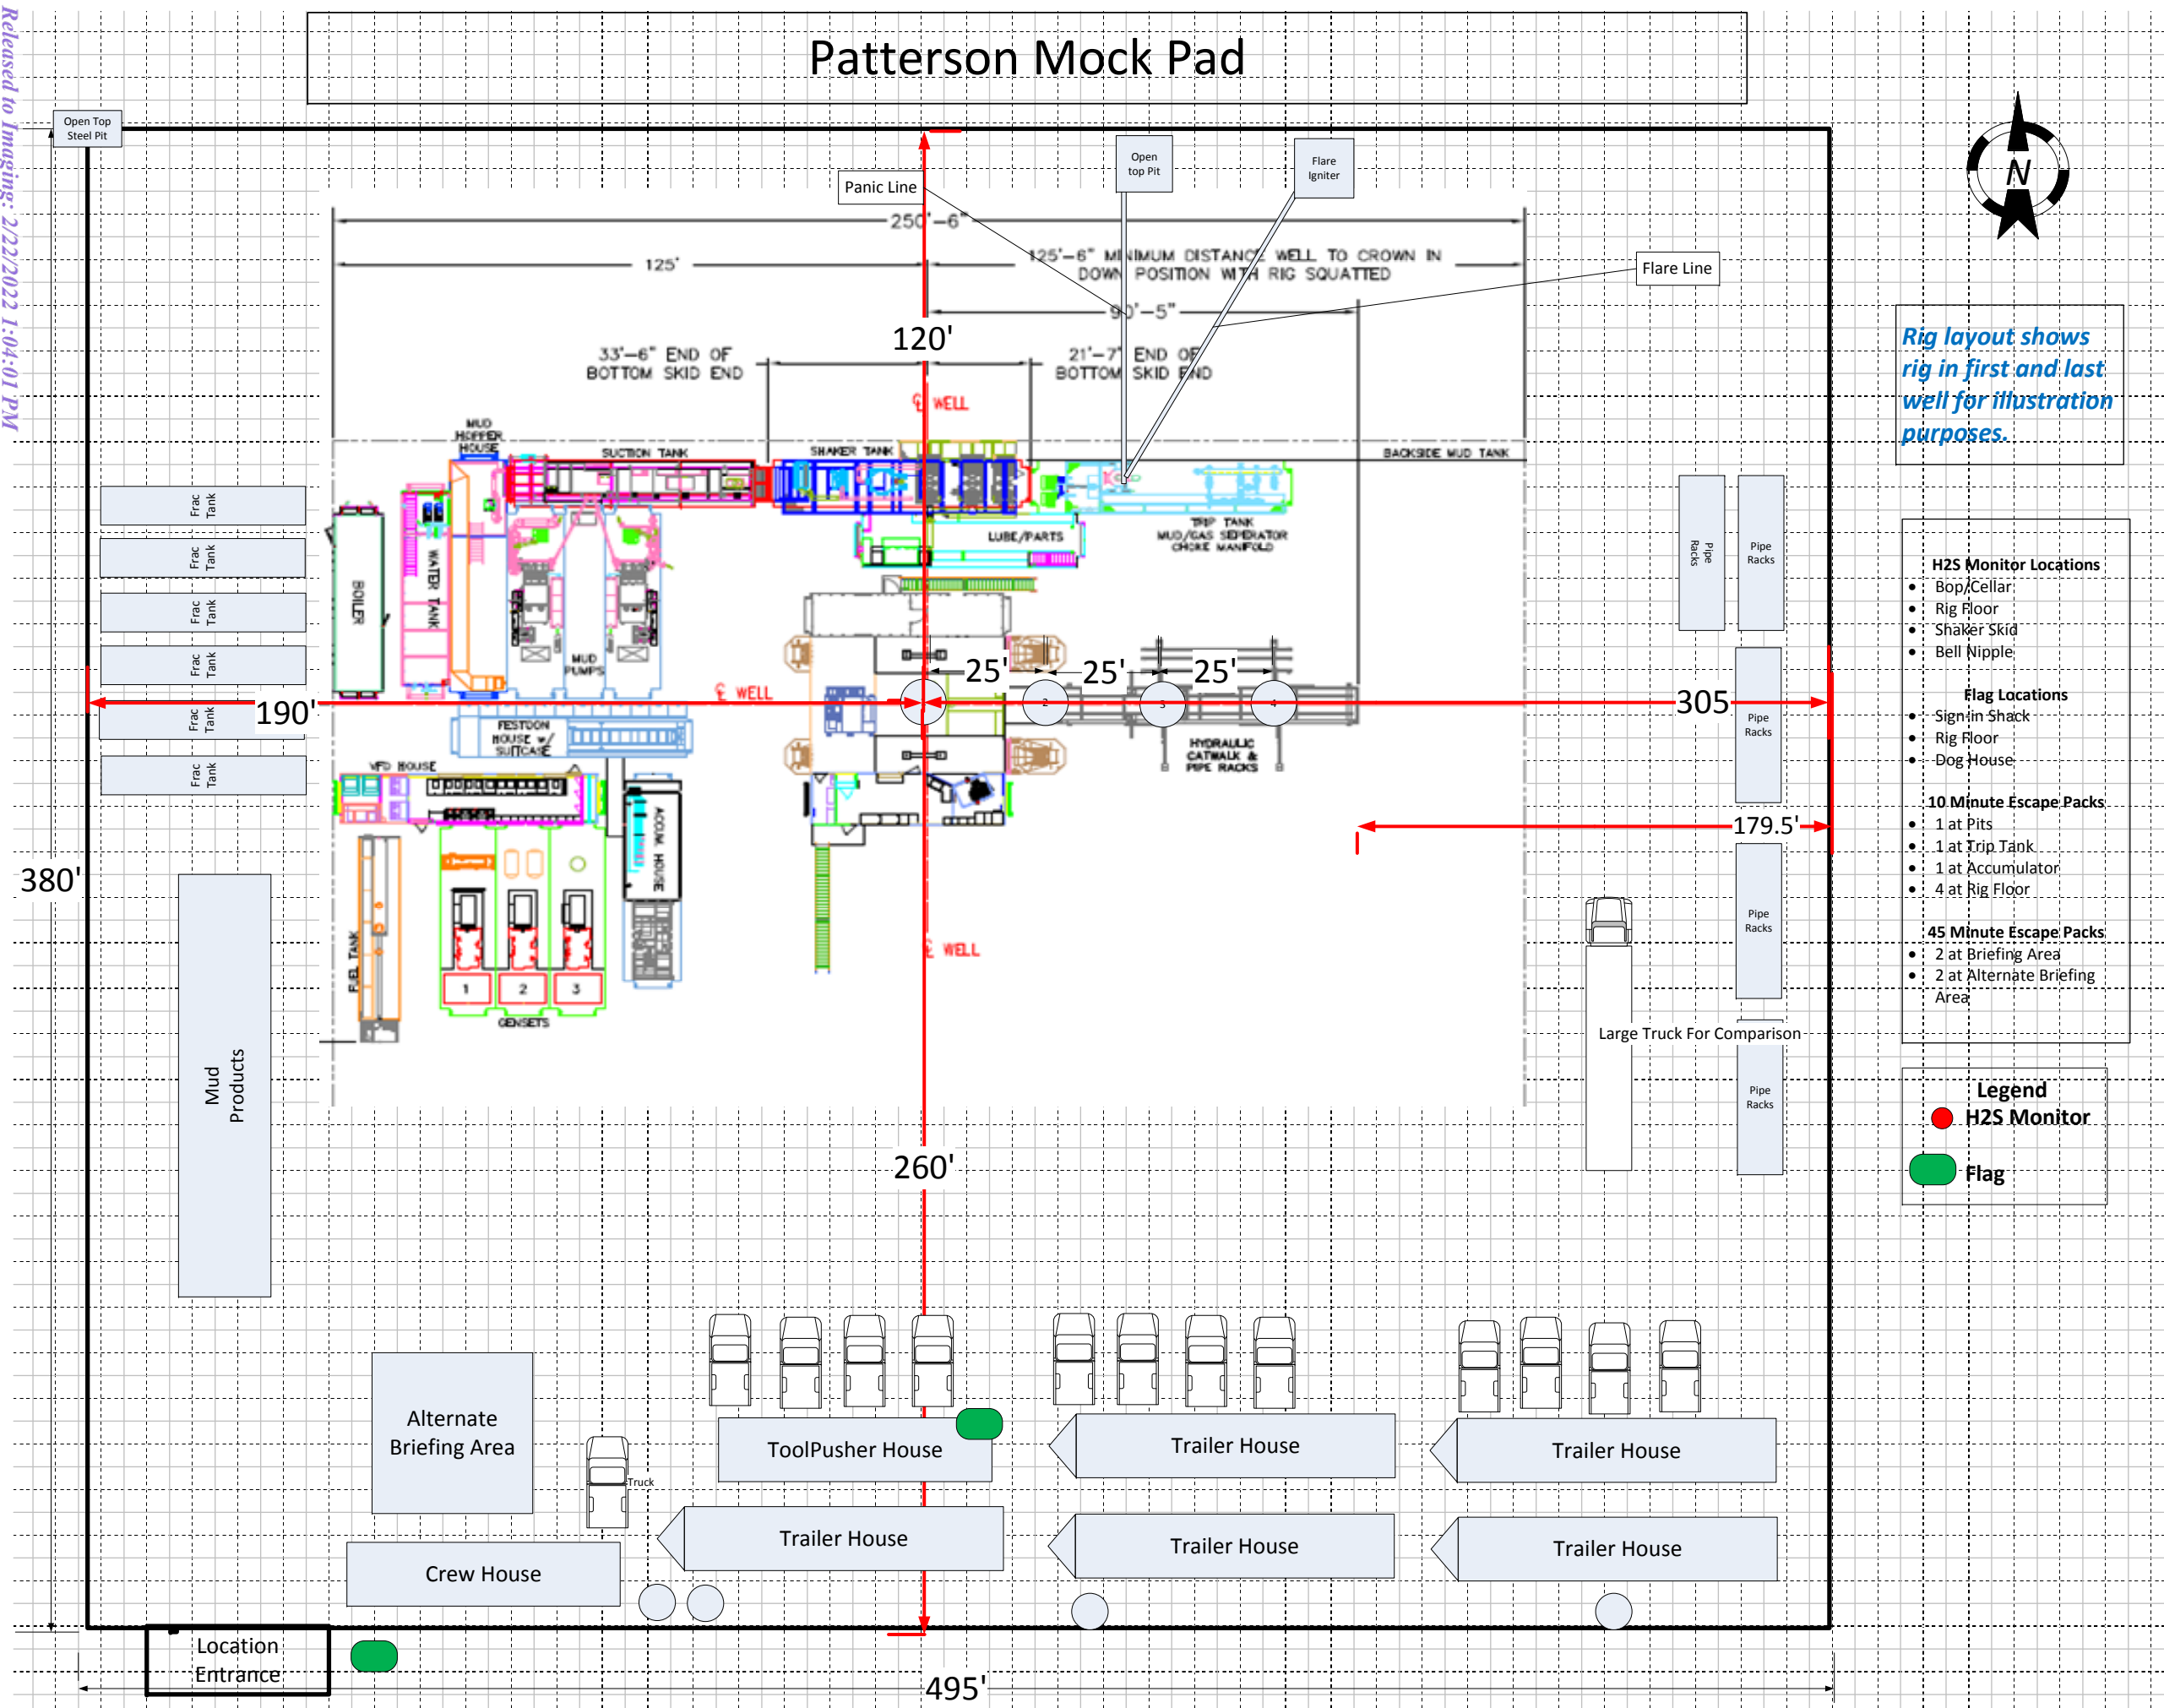 Released to Imaging: 2/22/2022 1:04:01 PM
Patterson Mock Pad
Open Top
Steel Pit
Panic Line
Open
top Pit
Flare
Igniter
Flare Line
N
250'-6"
125'
125'-6" MINIMUM DISTANCE WELL TO CROWN IN
DOWN POSITION WITH RIG SQUATTED
90'-5"
120'
33'-6" END OF
BOTTOM SKID END
21'-7" END OF
BOTTOM SKID END
℄ WELL
MUD
HOPPER
HOUSE
SUCTION TANK
SHAKER TANK
BACKSIDE MUD TANK
LUBE/PARTS
TRIP TANK
MUD/GAS SEPERATOR
CHOKE MANIFOLD
BOILER
WATER TANK
MUD
PUMPS
Frac
Tank
Frac
Tank
Frac
Tank
Frac
Tank
Frac
Tank
Frac
Tank
190'
℄ WELL
25'
25'
25'
2
3
4
305
FESTOON
HOUSE w/
SUITCASE
HYDRAULIC
CATWALK &
PIPE RACKS
VFD HOUSE
ACCUM. HOUSE
FUEL TANK
1
2
3
GENSETS
℄ WELL
179.5'
380'
Mud
Products
Pipe
Racks
Pipe
Racks
Pipe
Racks
Pipe
Racks
Large Truck For Comparison
Pipe
Racks
260'
Alternate
Briefing Area
Truck
ToolPusher House
Trailer House
Trailer House
Trailer House
Trailer House
Trailer House
Crew House
Location
Entrance
495'
Rig layout shows
rig in first and last
well for illustration
purposes.
H2S Monitor Locations
• Bop/Cellar
• Rig Floor
• Shaker Skid
• Bell Nipple
Flag Locations
• Sign-in Shack
• Rig Floor
• Dog House
10 Minute Escape Packs
• 1 at Pits
• 1 at Trip Tank
• 1 at Accumulator
• 4 at Rig Floor
45 Minute Escape Packs
• 2 at Briefing Area
• 2 at Alternate Briefing
Area
Legend
H2S Monitor
Flag